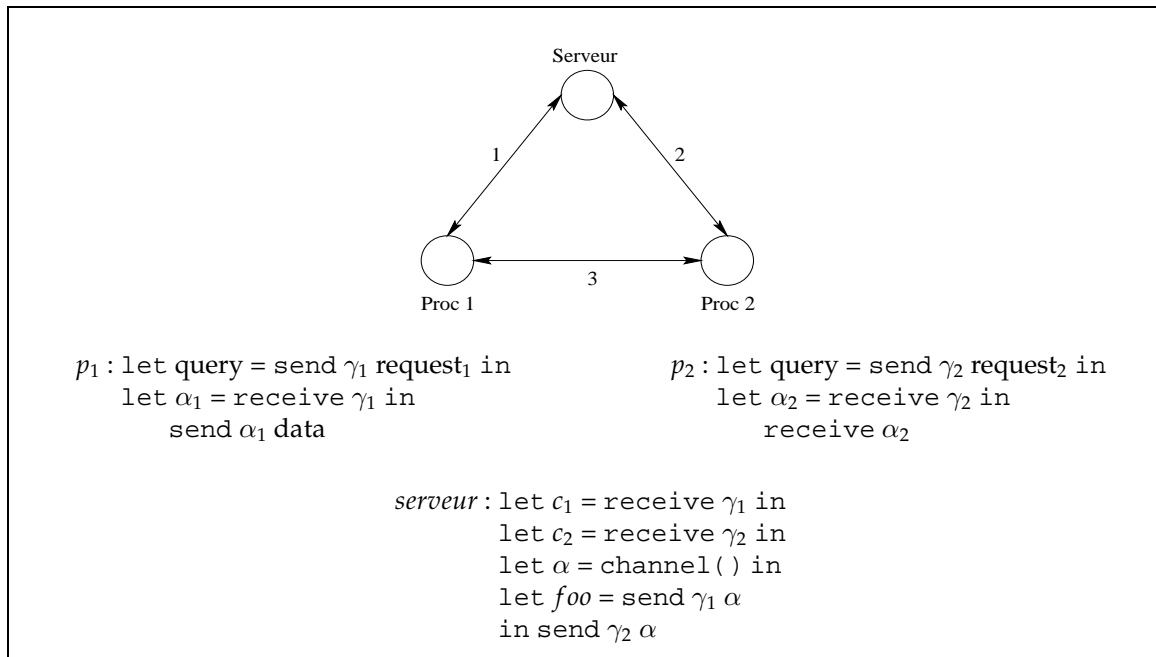 Serveur
1
2
3
Proc 1
Proc 2
p₁ : let query = send γ₁ request₁ in
let α₁ = receive γ₁ in
send α₁ data
p₂ : let query = send γ₂ request₂ in
let α₂ = receive γ₂ in
receive α₂
serveur : let c₁ = receive γ₁ in
let c₂ = receive γ₂ in
let α = channel() in
let foo = send γ₁ α
in send γ₂ α